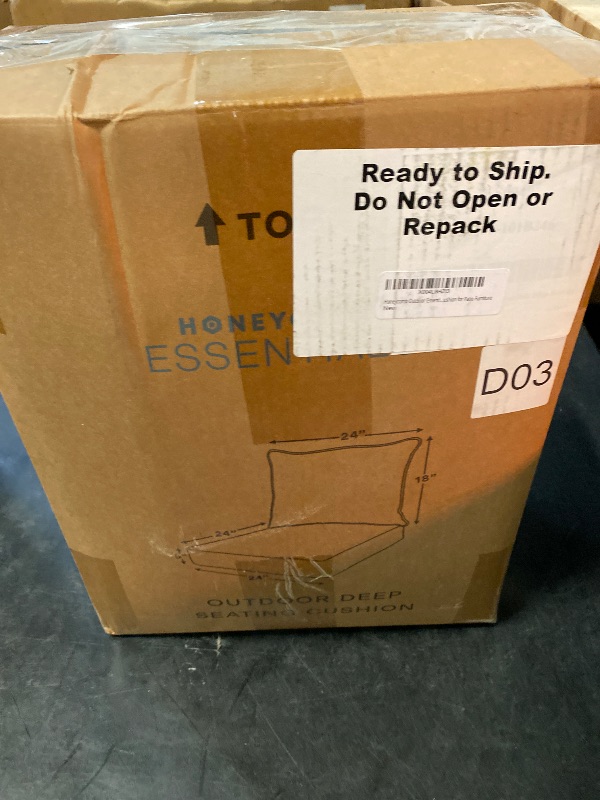 Ready to Ship.
Do Not Open or
Repack
TO
HONEY
ESSEN
D03
24"
18"
24"
24"
OUTDOOR DEEP
SEATING CUSHION